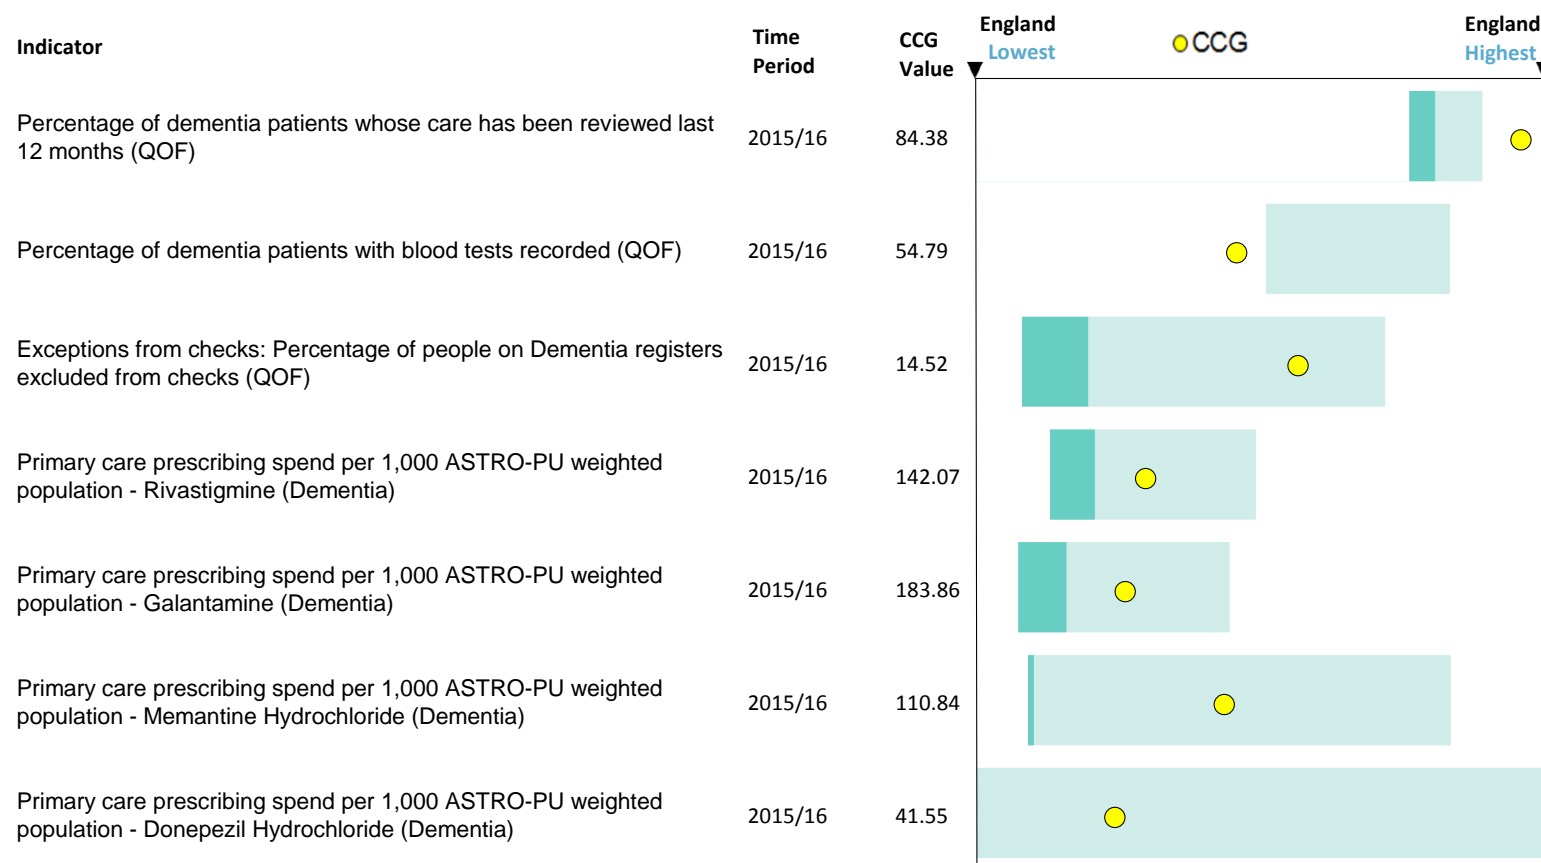 Indicator
Time
Period
CCG
Value
England
Lowest
CCG
England
Highest
Percentage of dementia patients whose care has been reviewed last
12 months (QOF)
2015/16
84.38
Percentage of dementia patients with blood tests recorded (QOF)
2015/16
54.79
Exceptions from checks: Percentage of people on Dementia registers
excluded from checks (QOF)
2015/16
14.52
Primary care prescribing spend per 1,000 ASTRO-PU weighted
population - Rivastigmine (Dementia)
2015/16
142.07
Primary care prescribing spend per 1,000 ASTRO-PU weighted
population - Galantamine (Dementia)
2015/16
183.86
Primary care prescribing spend per 1,000 ASTRO-PU weighted
population - Memantine Hydrochloride (Dementia)
2015/16
110.84
Primary care prescribing spend per 1,000 ASTRO-PU weighted
population - Donepezil Hydrochloride (Dementia)
2015/16
41.55